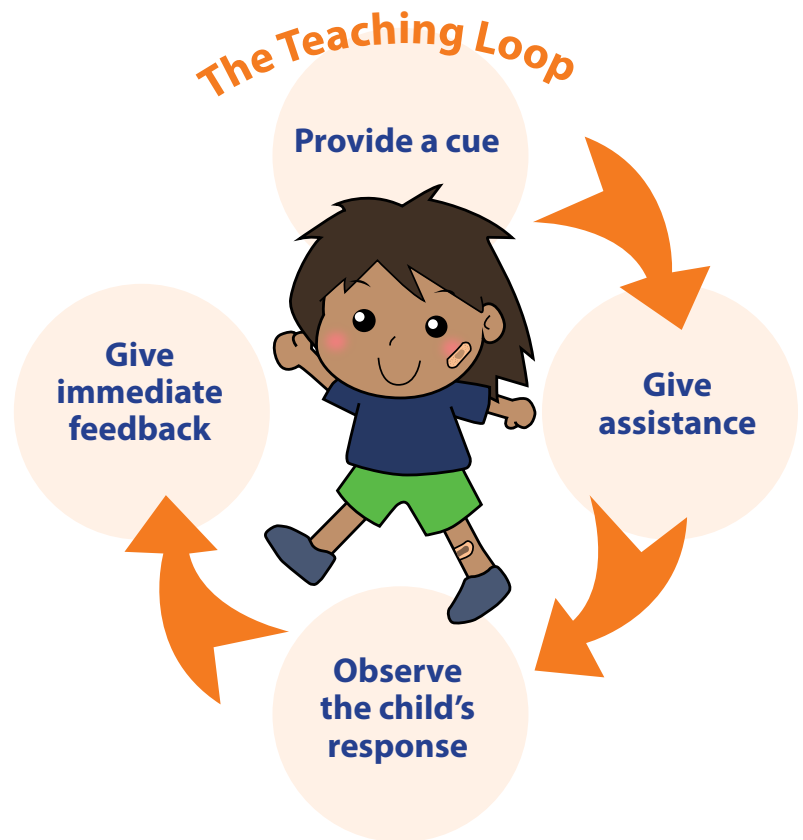 The Teaching Loop
Provide a cue
Give
assistance
Observe
the child's
response
Give
immediate
feedback